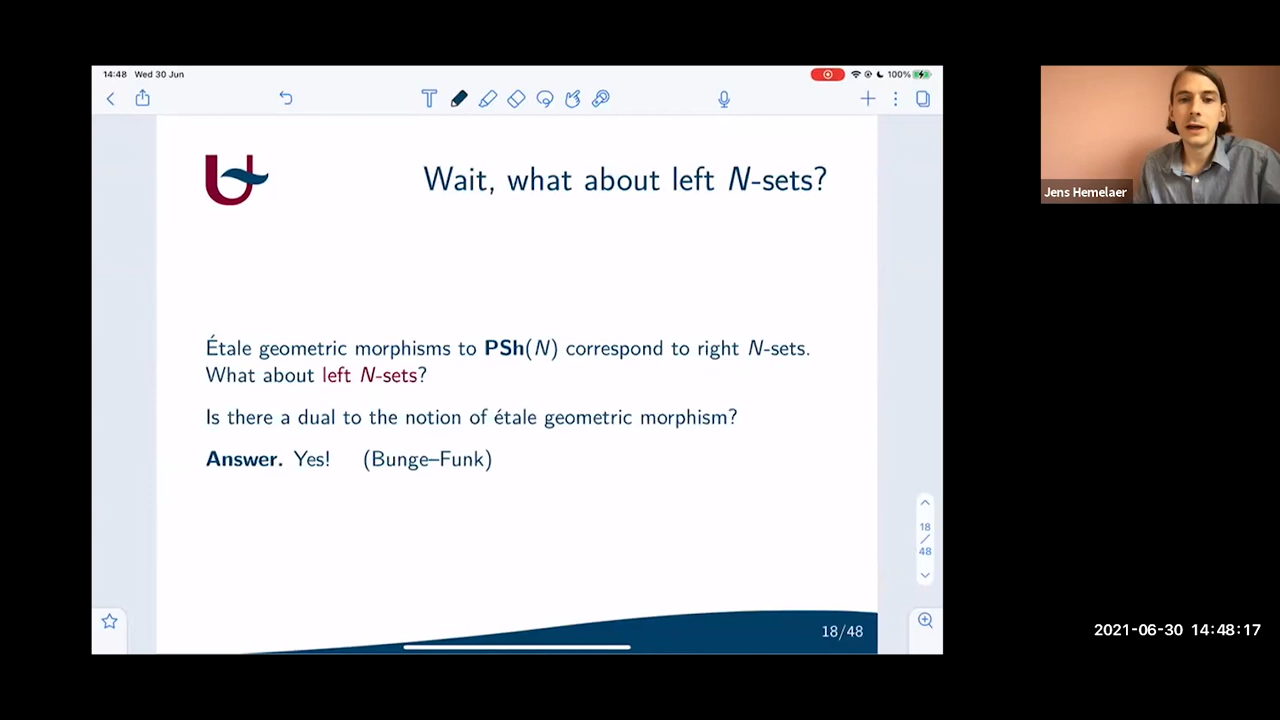 14:48 Wed 30 Jun
100%
Wait, what about left N-sets?
Étale geometric morphisms to PSh(N) correspond to right N-sets.
What about left N-sets?
Is there a dual to the notion of étale geometric morphism?
Answer. Yes! (Bunge–Funk)
18
/
48
18/48
Jens Hemelaer
2021-06-30 14:48:17